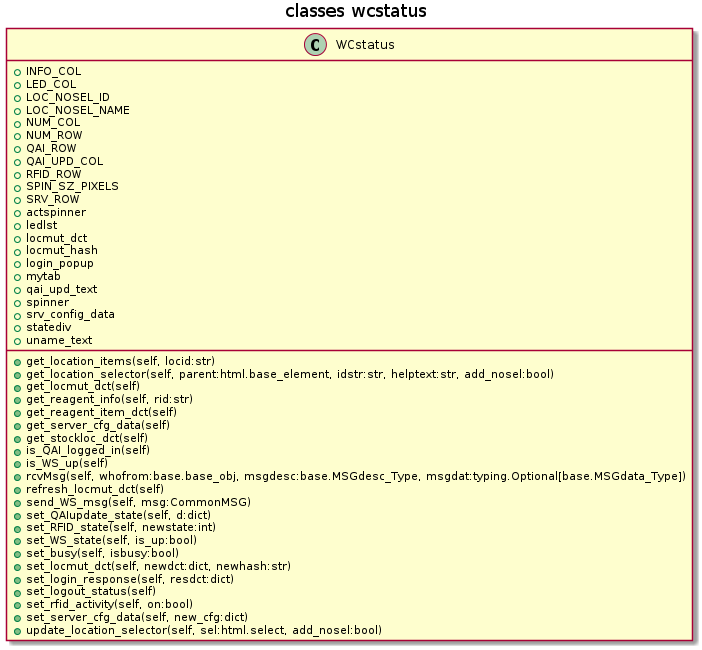 classes wcstatus
C WCstatus
INFO_COL
LED_COL
LOC_NOSEL_ID
LOC_NOSEL_NAME
NUM_COL
NUM_ROW
QAI_ROW
QAI_UPD_COL
RFID_ROW
SPIN_SZ_PIXELS
SRV_ROW
actspinner
ledlst
locmut_dct
locmut_hash
login_popup
mytab
qai_upd_text
spinner
srv_config_data
statediv
uname_text
get_location_items(self, locid:str)
get_location_selector(self, parent:html.base_element, idstr:str, helptext:str, add_nosel:bool)
get_locmut_dct(self)
get_reagent_info(self, rid:str)
get_reagent_item_dct(self)
get_server_cfg_data(self)
get_stockloc_dct(self)
is_QAI_logged_in(self)
is_WS_up(self)
rcvMsg(self, whofrom:base.base_obj, msgdesc:base.MSGdesc_Type, msgdat:typing.Optional[base.MSGdata_Type])
refresh_locmut_dct(self)
send_WS_msg(self, msg:CommonMSG)
set_QAIupdate_state(self, d:dict)
set_RFID_state(self, newstate:int)
set_WS_state(self, is_up:bool)
set_busy(self, isbusy:bool)
set_locmut_dct(self, newdct:dict, newhash:str)
set_login_response(self, resdct:dict)
set_logout_status(self)
set_rfid_activity(self, on:bool)
set_server_cfg_data(self, new_cfg:dict)
update_location_selector(self, sel:html.select, add_nosel:bool)